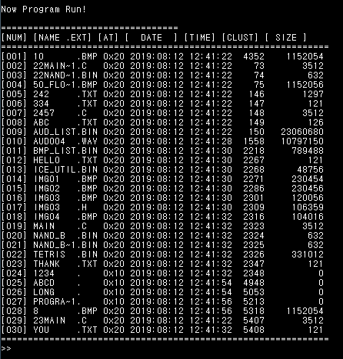 Now Program Run!
==================================
[NUM] [NAME .EXT] [AT] [  DATE  ] [TIME] [CLUST] [ SIZE ]
[001] 10 .BMP 0x20 2019:08:12 12:41:22 4352 1152054
[002] 22MAIN~1.C 0x20 2019:08:12 12:41:22 73 3512
[003] 22NAND~1.BIN 0x20 2019:08:12 12:41:22 74 632
[004] 50_FLO~1.BMP 0x20 2019:08:12 12:41:22 75 1152056
[005] 242 .TXT 0x20 2019:08:12 12:41:22 146 1297
[006] 334 .TXT 0x20 2019:08:12 12:41:22 147 121
[007] 2457 .C 0x20 2019:08:12 12:41:22 148 3512
[008] ABC .TXT 0x20 2019:08:12 12:41:22 149 126
[009] AUD_LIST.BIN 0x20 2019:08:12 12:41:22 150 23060680
[010] AUD004 .WAV 0x20 2019:08:12 12:41:28 1558 10797150
[011] BMP_LIST.BIN 0x20 2019:08:12 12:41:30 2218 789488
[012] HELLO .TXT 0x20 2019:08:12 12:41:30 2267 121
[013] ICE_UTIL.BIN 0x20 2019:08:12 12:41:30 2268 48756
[014] IMG01 .BMP 0x20 2019:08:12 12:41:30 2271 230454
[015] IMG02 .BMP 0x20 2019:08:12 12:41:30 2286 230456
[016] IMG03 .BMP 0x20 2019:08:12 12:41:30 2301 120056
[017] IMG03 .H 0x20 2019:08:12 12:41:30 2309 106359
[018] IMG04 .BMP 0x20 2019:08:12 12:41:32 2316 104016
[019] MAIN .C 0x20 2019:08:12 12:41:32 2323 3512
[020] NAND_B .BIN 0x20 2019:08:12 12:41:32 2324 632
[021] NAND_B~1.BIN 0x20 2019:08:12 12:41:32 2325 632
[022] TETRIS .BIN 0x20 2019:08:12 12:41:32 2326 331012
[023] THANK .TXT 0x20 2019:08:12 12:41:32 2347 121
[024] 1234 . 0x10 2019:08:12 12:41:32 2348 0
[025] ABCD . 0x10 2019:08:12 12:41:54 4948 0
[026] LONG . 0x10 2019:08:12 12:41:54 5053 0
[027] PROGRA~1. 0x10 2019:08:12 12:41:56 5213 0
[028] 8 .BMP 0x20 2019:08:12 12:41:56 5318 1152054
[029] 23MAIN .C 0x20 2019:08:12 12:41:22 5407 3512
[030] YOU .TXT 0x20 2019:08:12 12:41:32 5408 121
==================================
>>